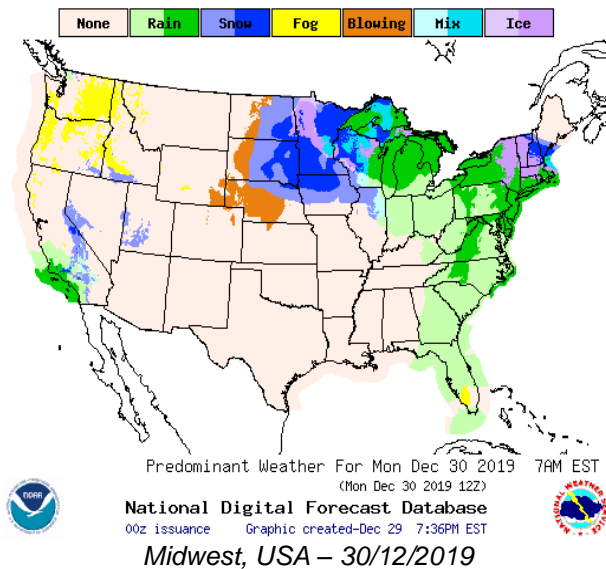 None Rain Snow Fog Blowing Mix Ice
Predominant Weather For Mon Dec 30 2019 7AM EST
(Mon Dec 30 2019 12Z)
National Digital Forecast Database
00z issuance Graphic created-Dec 29 7:36PM EST
NOAA
Midwest, USA – 30/12/2019